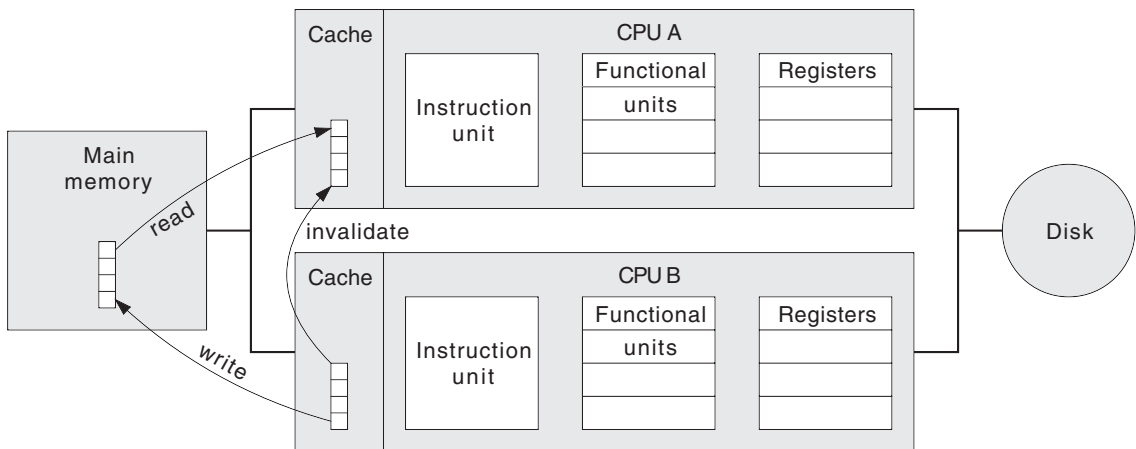 Cache
CPU A
Instruction
unit
Functional
units
Registers
Main
memory
read
invalidate
Disk
Cache
CPU B
Instruction
unit
Functional
units
Registers
write